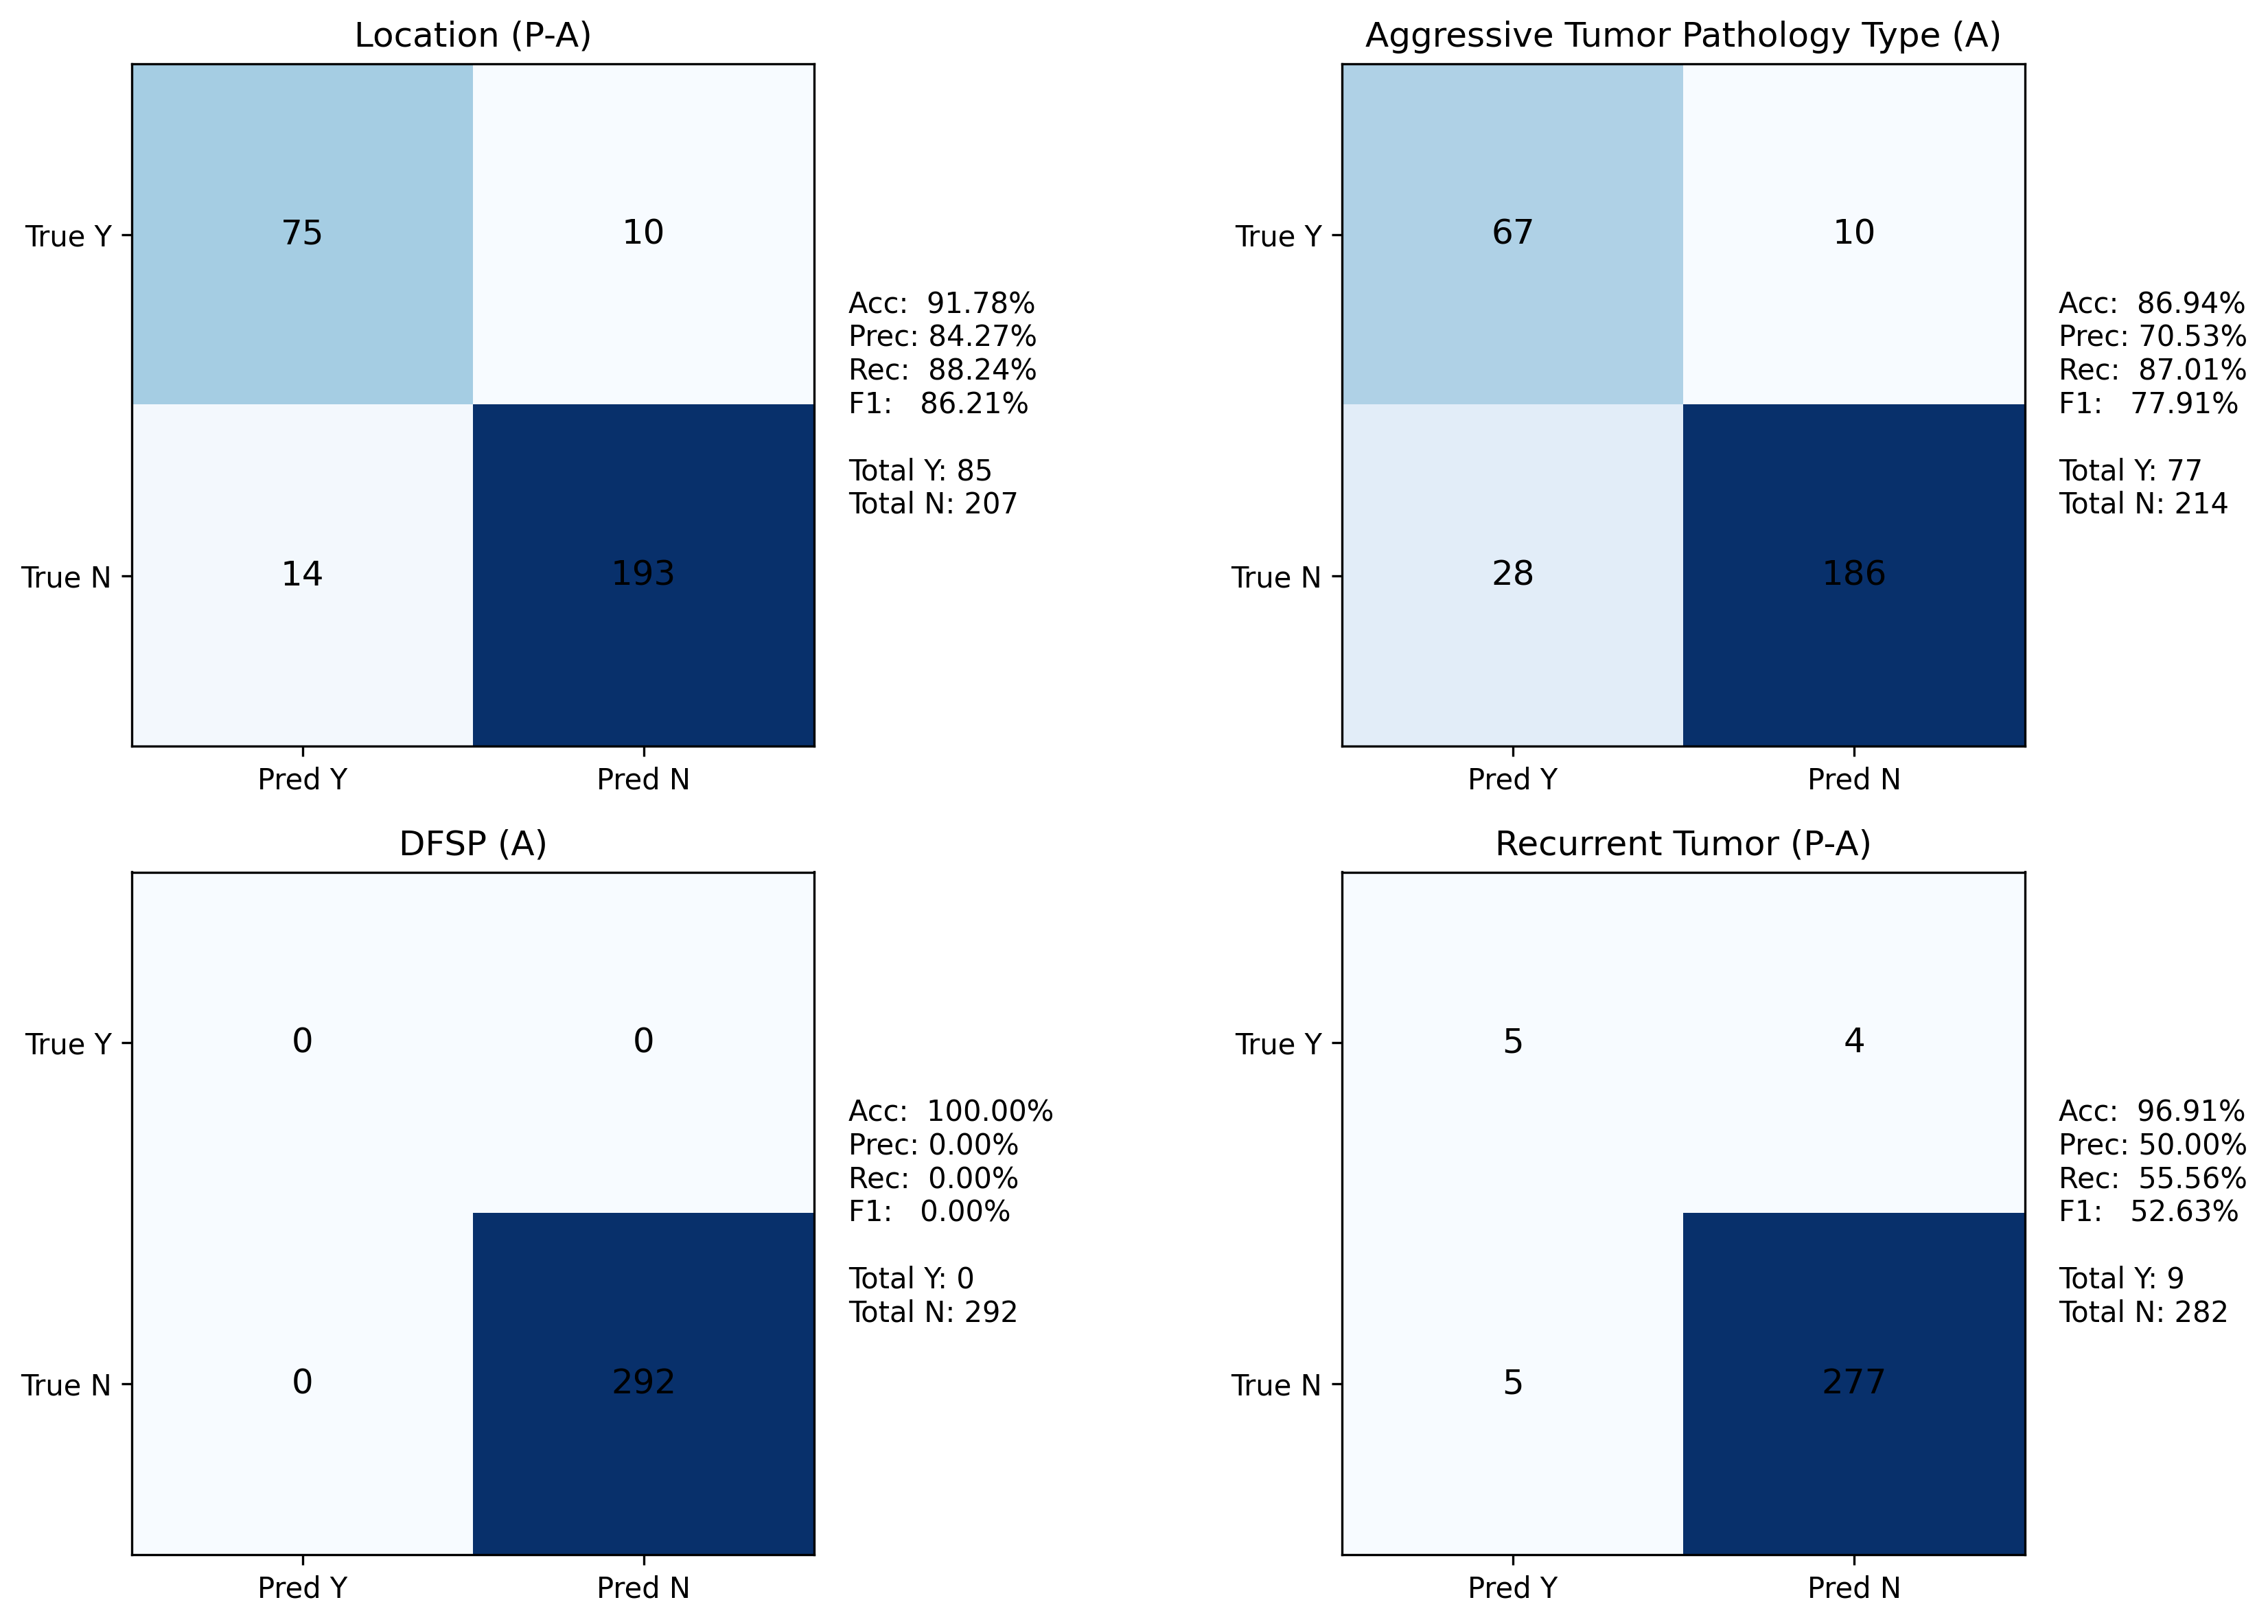 Location (P-A)
True Y
75
10
True N
14
193
Pred Y
Pred N
Acc: 91.78%
Prec: 84.27%
Rec: 88.24%
F1: 86.21%
Total Y: 85
Total N: 207
Aggressive Tumor Pathology Type (A)
True Y
67
10
True N
28
186
Pred Y
Pred N
Acc: 86.94%
Prec: 70.53%
Rec: 87.01%
F1: 77.91%
Total Y: 77
Total N: 214
DFSP (A)
True Y
0
0
True N
0
292
Pred Y
Pred N
Acc: 100.00%
Prec: 0.00%
Rec: 0.00%
F1: 0.00%
Total Y: 0
Total N: 292
Recurrent Tumor (P-A)
True Y
5
4
True N
5
277
Pred Y
Pred N
Acc: 96.91%
Prec: 50.00%
Rec: 55.56%
F1: 52.63%
Total Y: 9
Total N: 282